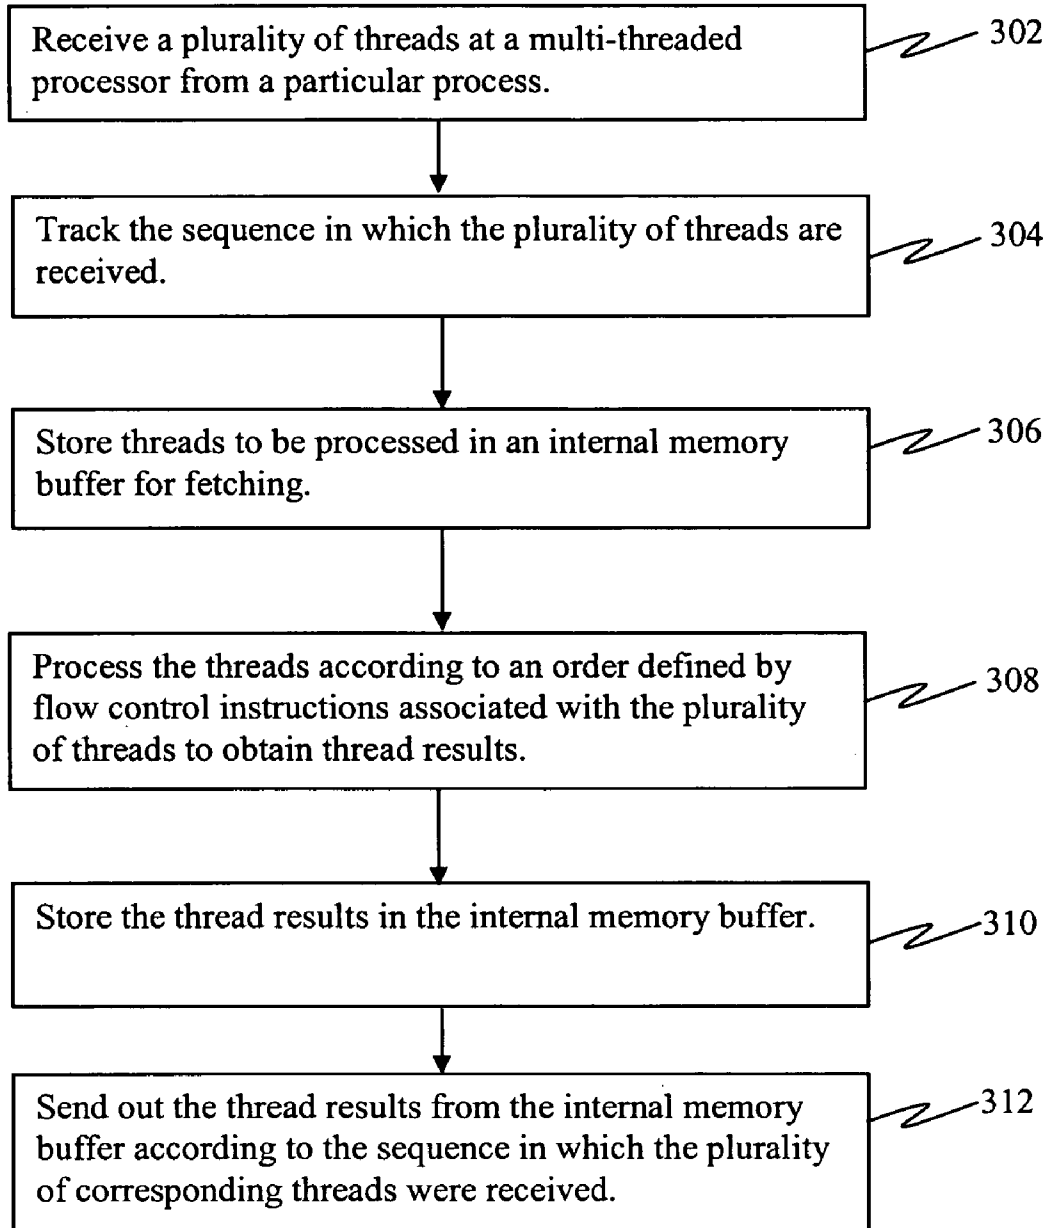 Receive a plurality of threads at a multi-threaded
processor from a particular process.
302
Track the sequence in which the plurality of threads are
received.
304
Store threads to be processed in an internal memory
buffer for fetching.
306
Process the threads according to an order defined by
flow control instructions associated with the plurality
of threads to obtain thread results.
308
Store the thread results in the internal memory buffer.
310
Send out the thread results from the internal memory
buffer according to the sequence in which the plurality
of corresponding threads were received.
312